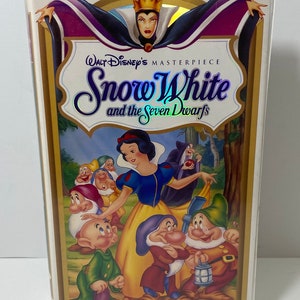 WALT DISNEY'S MASTERPIECE
Snow White
and the Seven Dwarfs